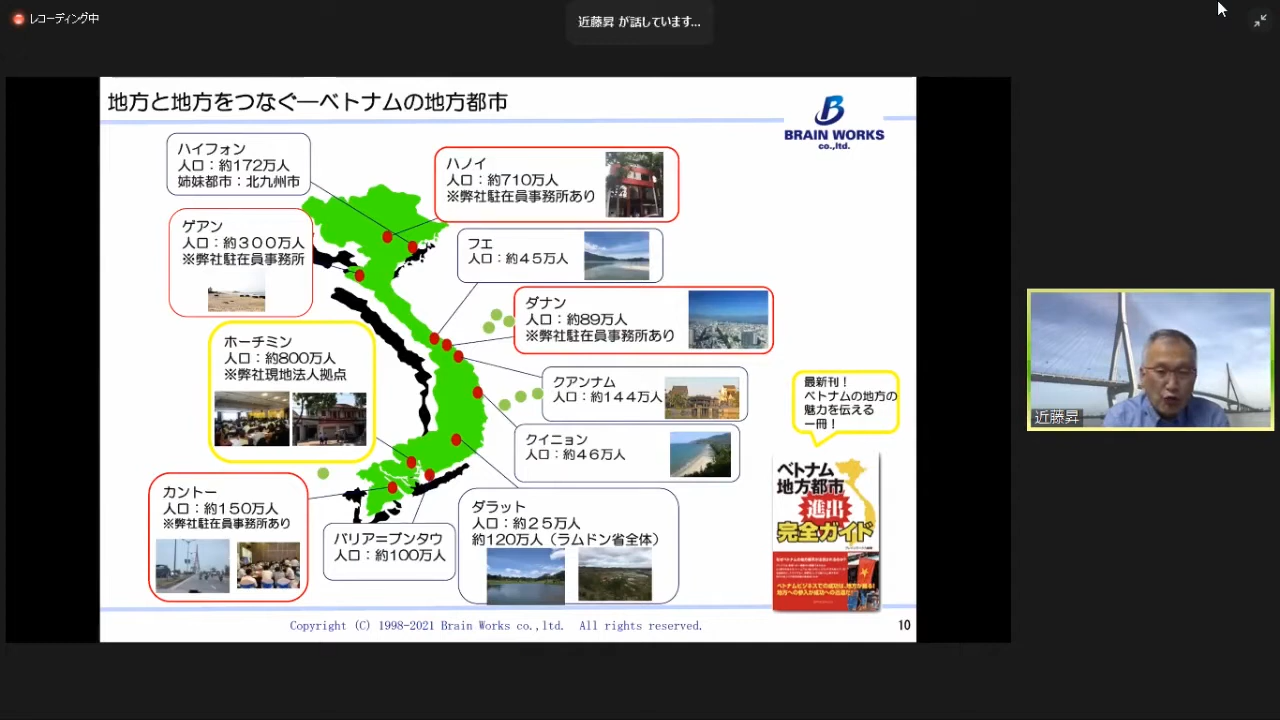 レコーディング中
近藤昇 が話しています...
地方と地方をつなぐ―ベトナムの地方都市
BRAIN WORKS
co.,ltd.
ハイフォン
人口：約172万人
姉妹都市：北九州市
ハノイ
人口：約710万人
※弊社駐在員事務所あり
ゲアン
人口：約３００万人
※弊社駐在員事務所
フエ
人口：約４５万人
ダナン
人口：約89万人
※弊社駐在員事務所あり
ホーチミン
人口：約800万人
※弊社現地法人拠点
クアンナム
人口：約１４４万人
クイニョン
人口：約４６万人
最新刊！
ベトナムの地方の
魅力を伝える
一冊！
カントー
人口：約１５０万人
※弊社駐在員事務所あり
バリア=ブンタウ
人口：約100万人
ダラット
人口：約２５万人
約120万人（ラムドン省全体）
ベトナム
地方都市
進出
完全ガイド
ベトナムビジネスでの成功は、地方が握る！
地方への参入が成功への近道だ！
近藤昇
Copyright (C) 1998-2021 Brain Works co.,ltd. All rights reserved.
10